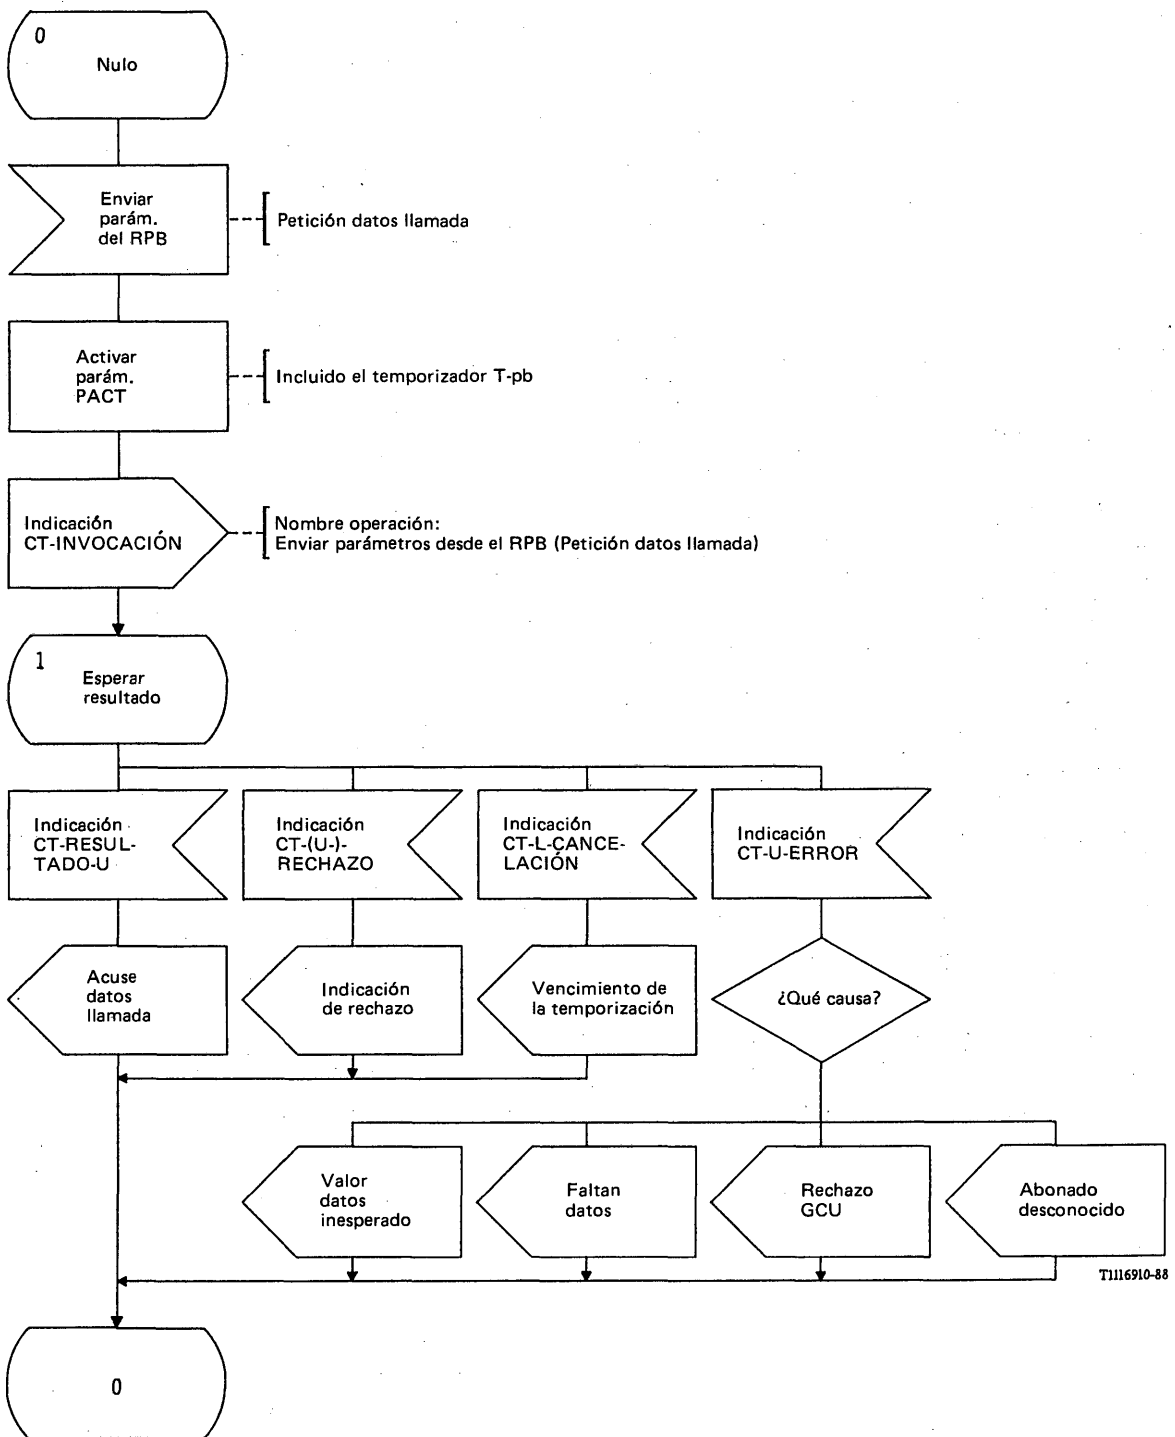 0
Nulo
Enviar
parám.
del RPB
Petición datos llamada
Activar
parám.
PACT
Incluido el temporizador T-pb
Indicación
CT-INVOCACIÓN
Nombre operación:
Enviar parámetros desde el RPB (Petición datos llamada)
1
Esperar
resultado
Indicación
CT-RESUL-
TADO-U
Indicación
CT-(U-)-
RECHAZO
Indicación
CT-L-CANCE-
LACIÓN
Indicación
CT-U-ERROR
Acuse
datos
llamada
Indicación
de rechazo
Vencimiento de
la temporización
¿Qué causa?
Valor
datos
inesperado
Faltan
datos
Rechazo
GCU
Abonado
desconocido
T1116910-88
0